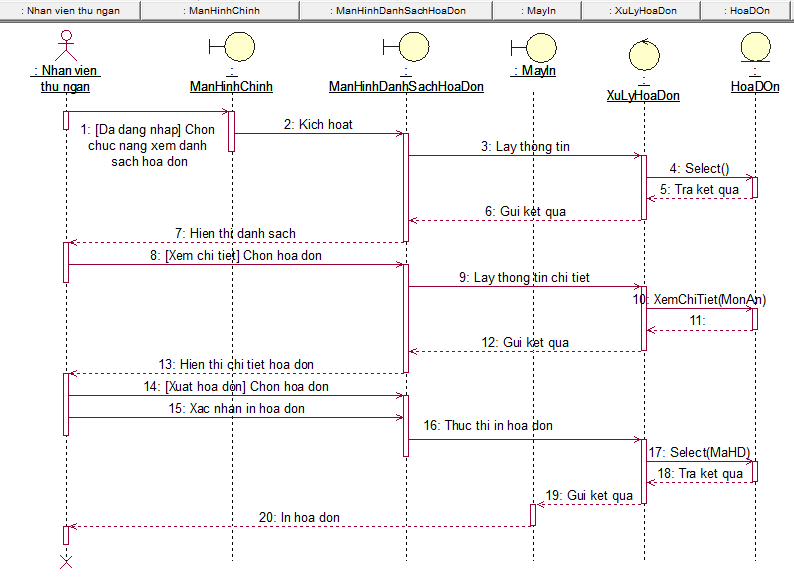 : Nhan vien thu ngan
: ManHinhChinh
: ManHinhDanhSachHoaDon
: MayIn
: XuLyHoaDon
: HoaDOn
: Nhan vien
thu ngan
:
ManHinhChinh
:
ManHinhDanhSachHoaDon
: MayIn
:
XuLyHoaDon
:
HoaDOn
1: [Da dang nhap] Chon
chuc nang xem danh
sach hoa don
2: Kich hoat
3: Lay thong tin
4: Select()
5: Tra ket qua
6: Gui ket qua
7: Hien thi danh sach
8: [Xem chi tiet] Chon hoa don
9: Lay thong tin chi tiet
10: XemChiTiet(MonAn)
11:
12: Gui ket qua
13: Hien thi chi tiet hoa don
14: [Xuat hoa don] Chon hoa don
15: Xac nhan in hoa don
16: Thuc thi in hoa don
17: Select(MaHD)
18: Tra ket qua
19: Gui ket qua
20: In hoa don